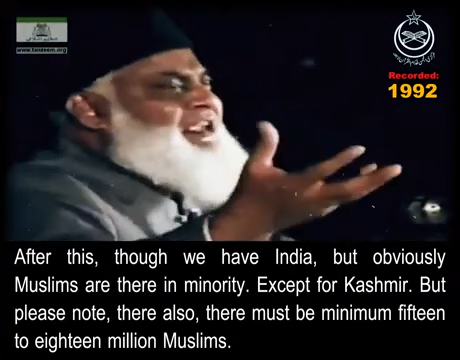 www.tanzeem.org
Recorded:
1992
After this, though we have India, but obviously
Muslims are there in minority. Except for Kashmir. But
please note, there also, there must be minimum fifteen
to eighteen million Muslims.